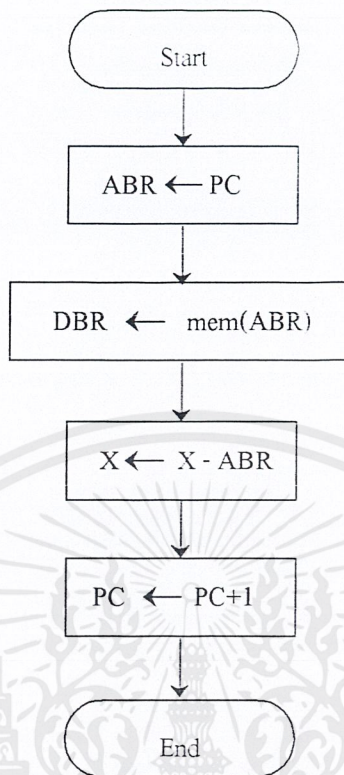 Start
ABR ← PC
DBR ← mem(ABR)
X ← X - ABR
PC ← PC+1
End